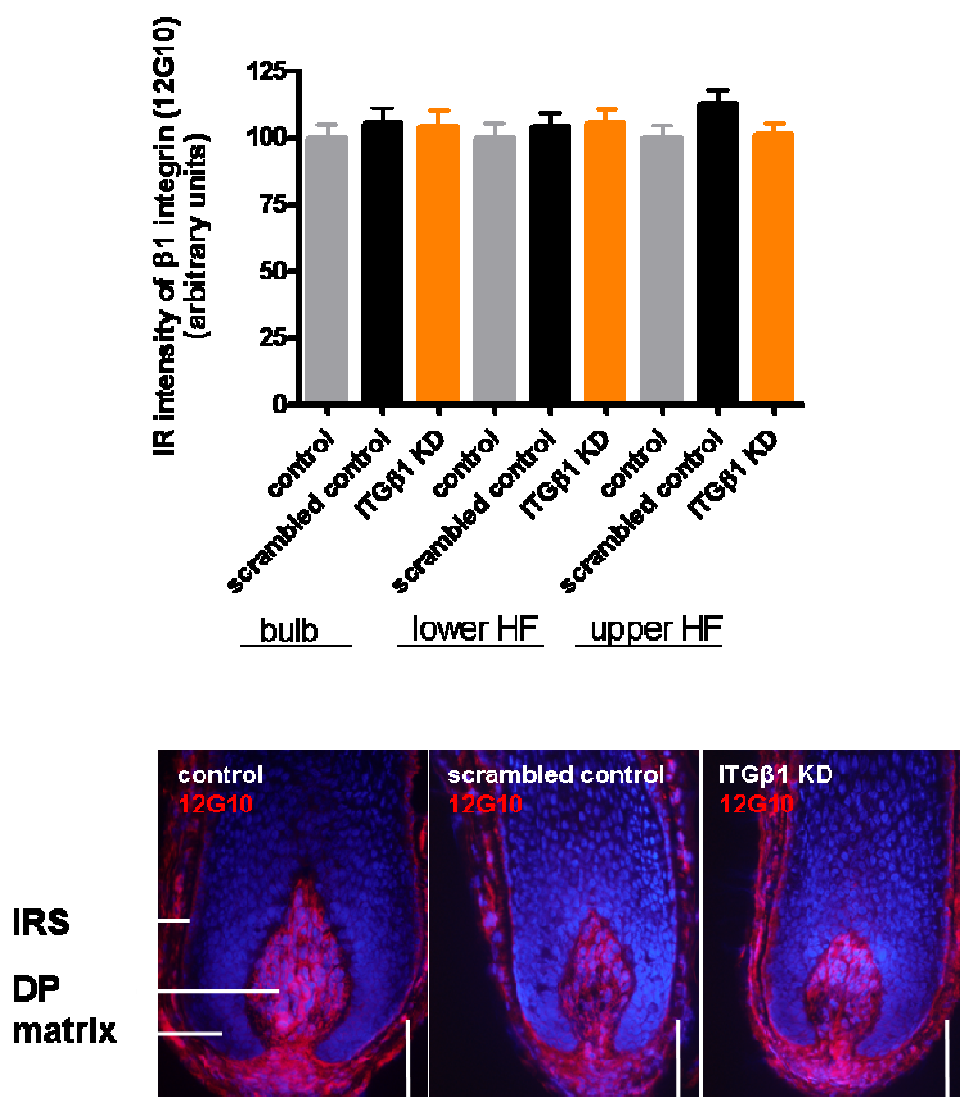 IR intensity of β1 integrin (12G10)
(arbitrary units)
125
100
75
50
25
0
control
scrambled control
ITGβ1 KD
control
scrambled control
ITGβ1 KD
control
scrambled control
ITGβ1 KD
bulb
lower HF
upper HF
control
12G10
scrambled control
12G10
ITGβ1 KD
12G10
IRS
DP
matrix